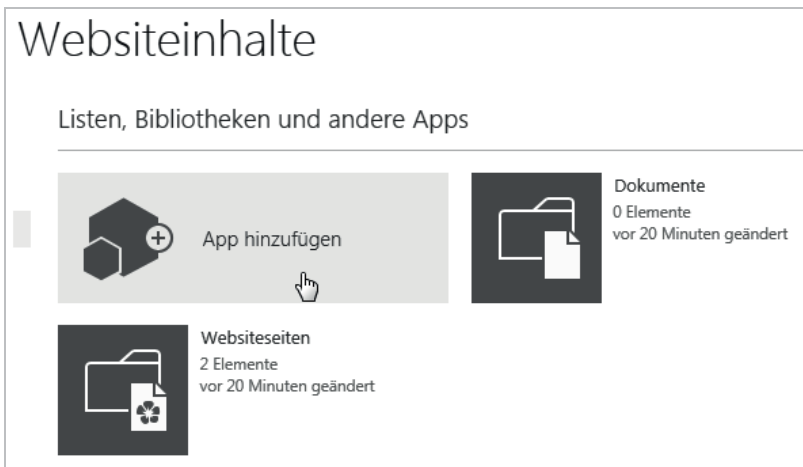 Websiteinhalte
Listen, Bibliotheken und andere Apps
App hinzufügen
Dokumente
0 Elemente
vor 20 Minuten geändert
Websiteseiten
2 Elemente
vor 20 Minuten geändert